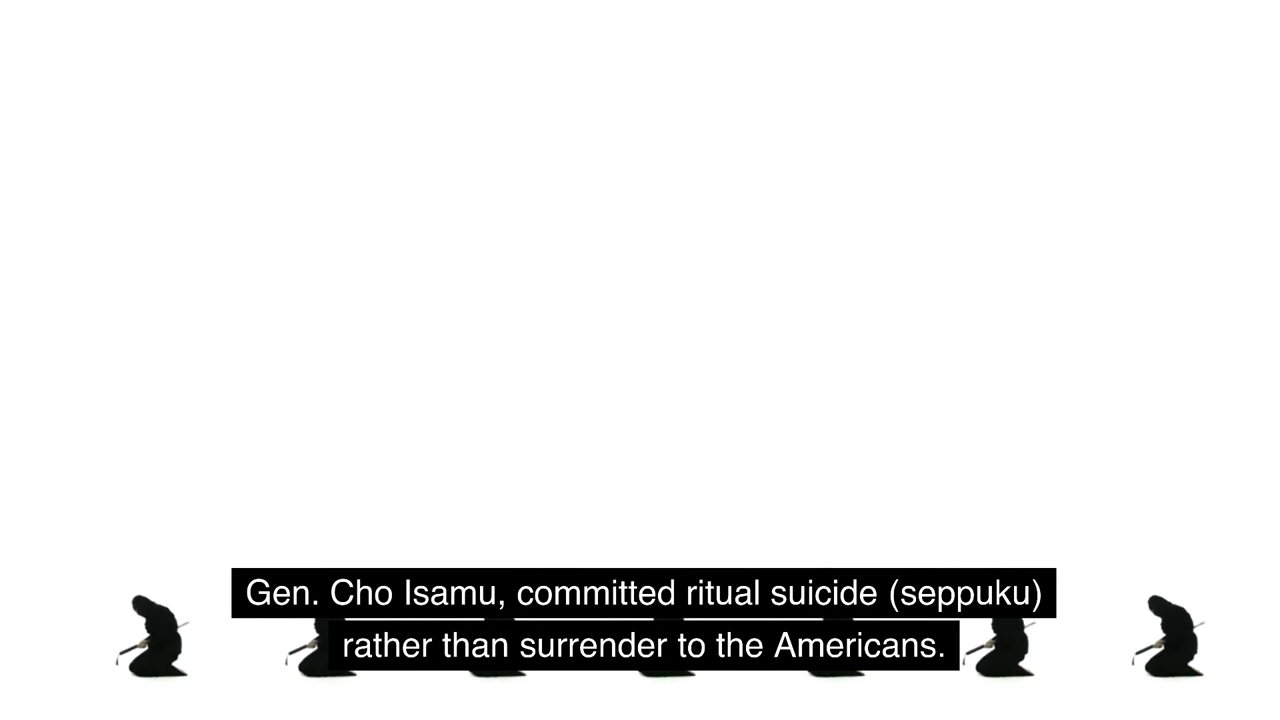 Gen. Cho Isamu, committed ritual suicide (seppuku)
rather than surrender to the Americans.